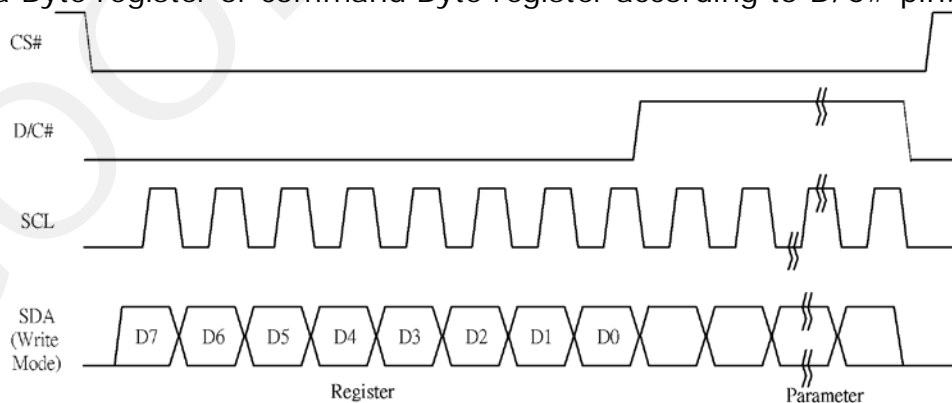 a Byte register or command Byte register according to D/C# pin.
CS#
D/C#
SCL
SDA
(Write
Mode)
D7 D6 D5 D4 D3 D2 D1 D0
Register
Parameter